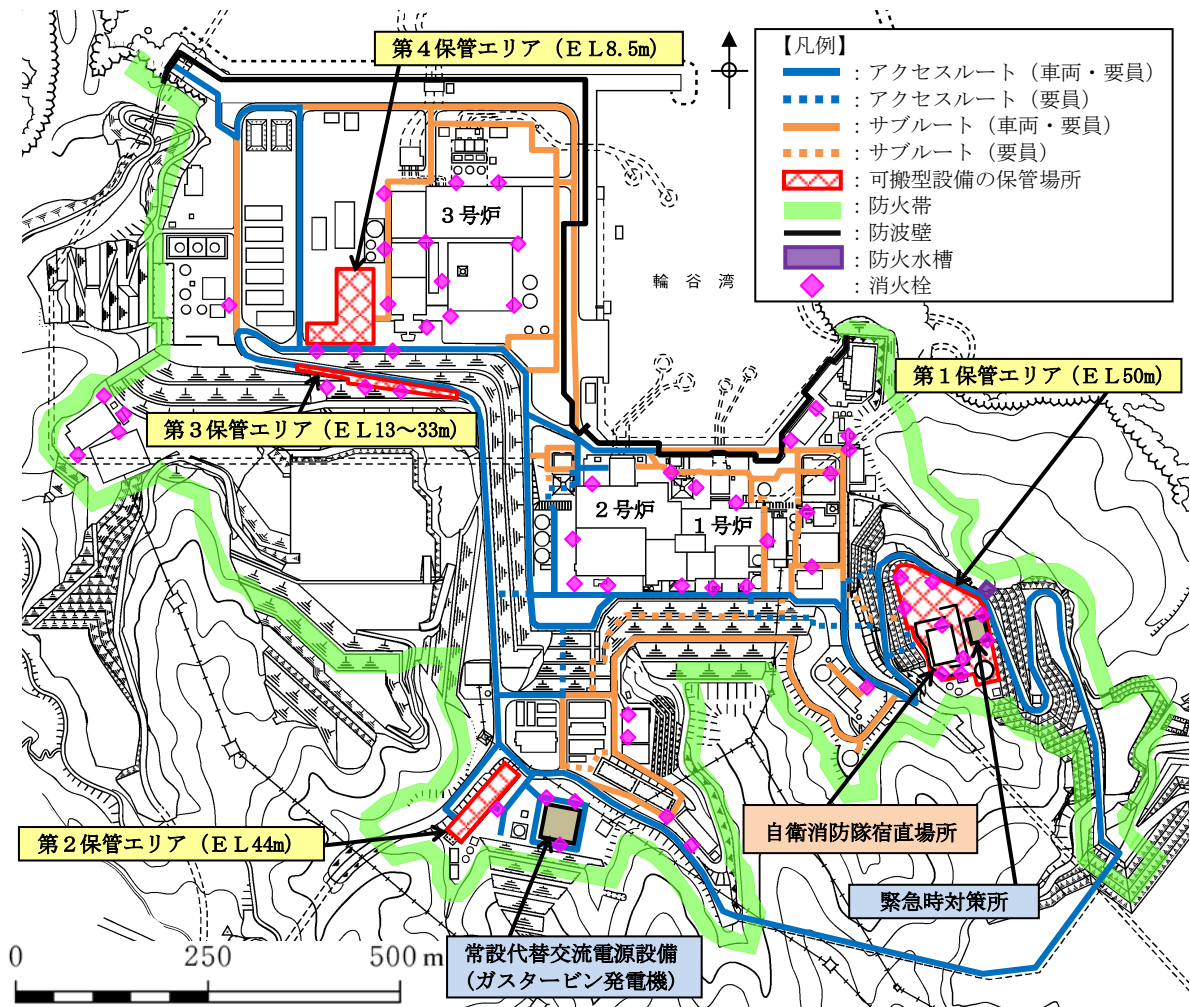 第4保管エリア（EL8.5m）
【凡例】
：アクセスルート（車両・要員）
：アクセスルート（要員）
：サブルート（車両・要員）
：サブルート（要員）
：可搬型設備の保管場所
：防火帯
：防波壁
：防火水槽
：消火栓
3号炉
輪谷湾
第1保管エリア（EL50m）
第3保管エリア（EL13～33m）
2号炉
1号炉
自衛消防隊宿直場所
第2保管エリア（EL44m）
緊急時対策所
常設代替交流電源設備
(ガスタービン発電機)
0 250 500 m